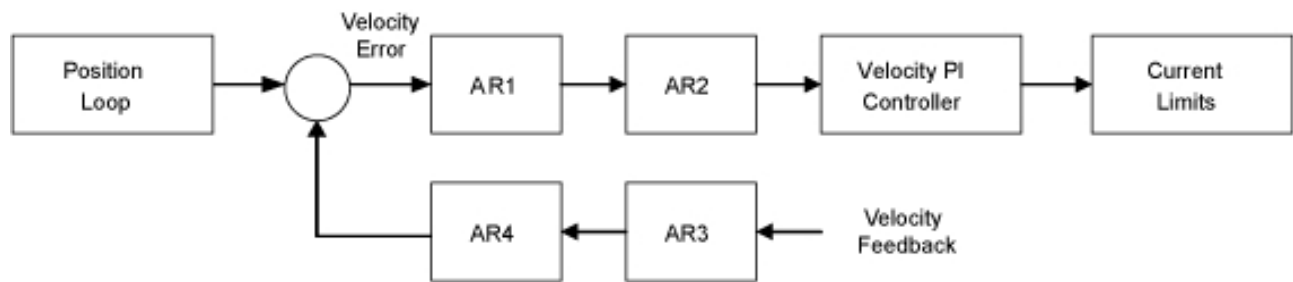 Velocity
Error
Position
Loop
AR1
AR2
Velocity PI
Controller
Current
Limits
AR4
AR3
Velocity
Feedback